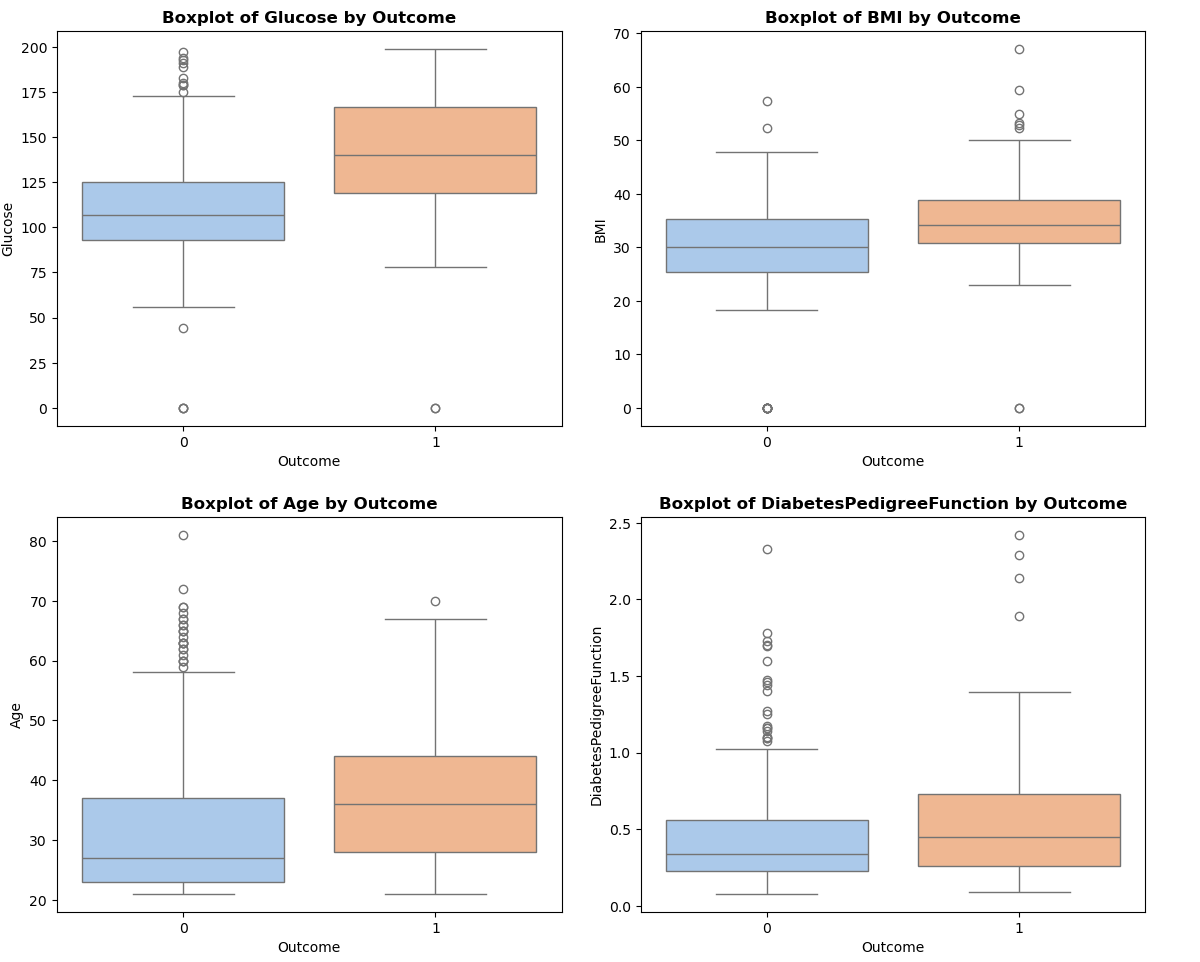 Boxplot of Glucose by Outcome
200
175
150
125
100
75
50
25
0
Glucose
0 1
Outcome
Boxplot of BMI by Outcome
70
60
50
40
30
20
10
0
BMI
0 1
Outcome
Boxplot of Age by Outcome
80
70
60
50
40
30
20
Age
0 1
Outcome
Boxplot of DiabetesPedigreeFunction by Outcome
2.5
2.0
1.5
1.0
0.5
0.0
DiabetesPedigreeFunction
0 1
Outcome